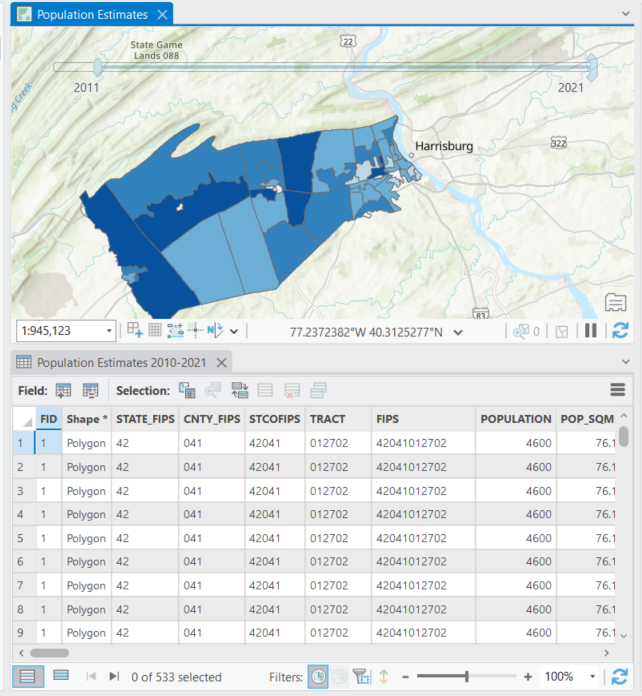 Population Estimates
State Game
Lands 088
22
2011
2021
Harrisburg
322
83
1:945,123
77.2372382°W 40.3125277°N
0
Population Estimates 2010-2021
Field: Selection:
FID Shape * STATE_FIPS CNTY_FIPS STCOFIPS TRACT FIPS POPULATION POP_SQM
1 1 Polygon 42 041 42041 012702 42041012702 4600 76.1
2 1 Polygon 42 041 42041 012702 42041012702 4600 76.1
3 1 Polygon 42 041 42041 012702 42041012702 4600 76.1
4 1 Polygon 42 041 42041 012702 42041012702 4600 76.1
5 1 Polygon 42 041 42041 012702 42041012702 4600 76.1
6 1 Polygon 42 041 42041 012702 42041012702 4600 76.1
7 1 Polygon 42 041 42041 012702 42041012702 4600 76.1
8 1 Polygon 42 041 42041 012702 42041012702 4600 76.1
9 1 Polygon 42 041 42041 012702 42041012702 4600 76.1
0 of 533 selected Filters: 100%